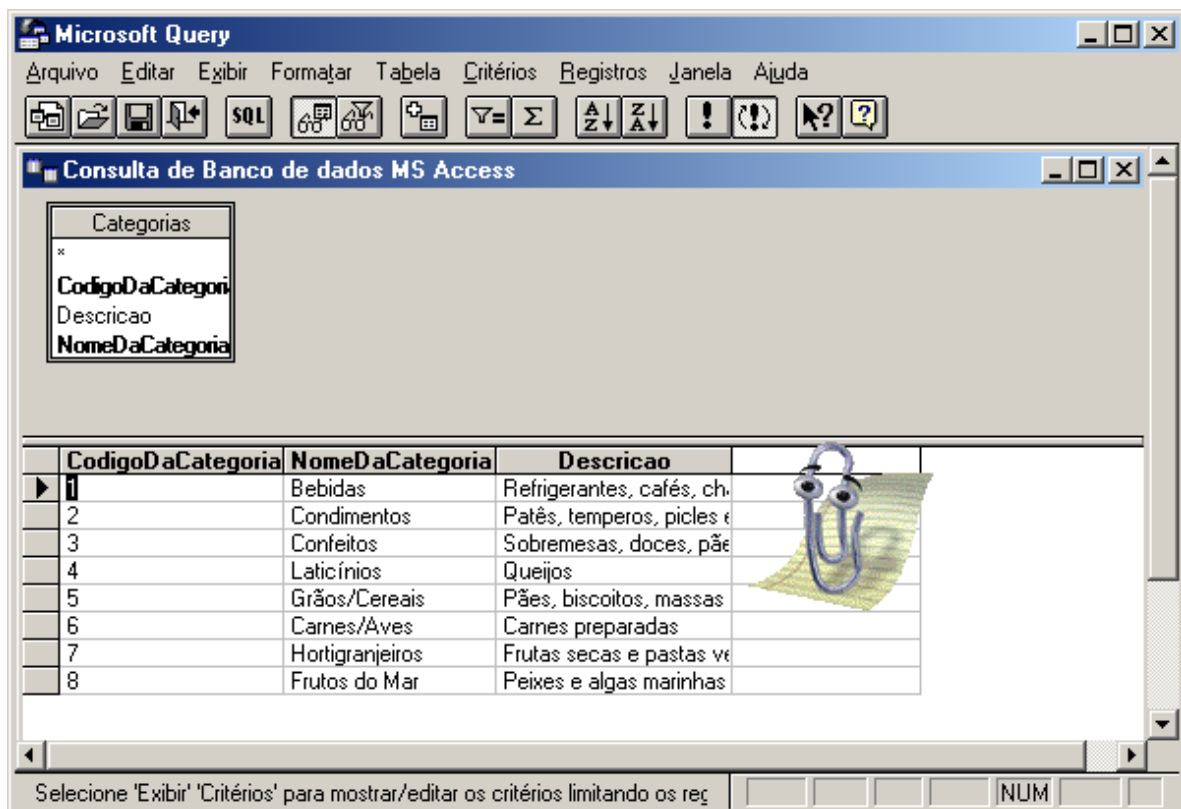 Microsoft Query
Arquivo Editar Exibir Formatar Tabela Critérios Registros Janela Ajuda
SQL
Consulta de Banco de dados MS Access
Categorias
*
CodigoDaCategori
Descricao
NomeDaCategoria
CodigoDaCategoria NomeDaCategoria Descricao
1 Bebidas Refrigerantes, cafés, ch
2 Condimentos Patês, temperos, picles e
3 Confeitos Sobremesas, doces, pãe
4 Laticínios Queijos
5 Grãos/Cereais Pães, biscoitos, massas
6 Carnes/Aves Carnes preparadas
7 Hortigranjeiros Frutas secas e pastas ve
8 Frutos do Mar Peixes e algas marinhas
Selecione 'Exibir' 'Critérios' para mostrar/editar os critérios limitando os reg NUM